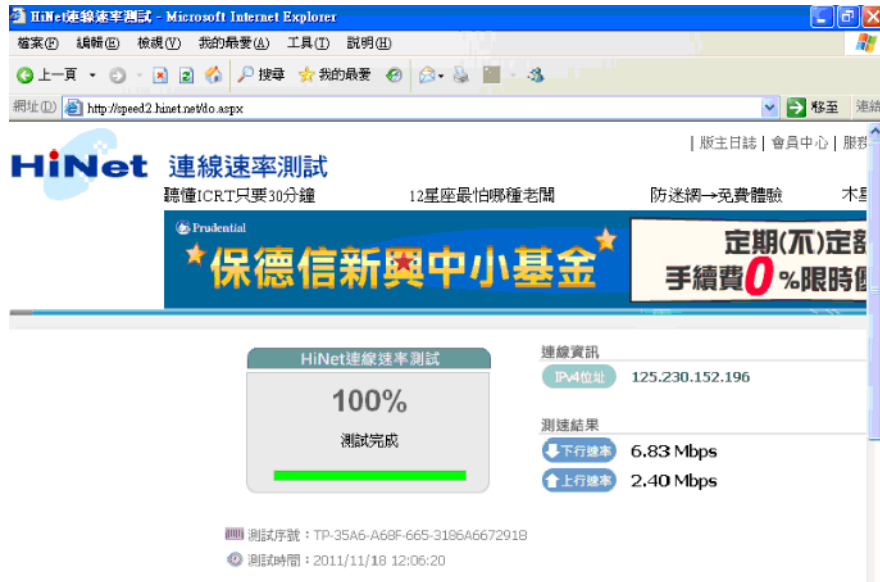 HiNet連線速率測試 - Microsoft Internet Explorer
檔案(F) 編輯(E) 檢視(V) 我的最愛(A) 工具(T) 說明(H)
上一頁 搜尋 我的最愛
網址(D) http://speed2.hinet.net/do.aspx 移至 連結
| 版主日誌 | 會員中心 | 服務
HiNet 連線速率測試
聽懂ICRT只要30分鐘 12星座最怕哪種老闆 防迷網→免費體驗 木星
Prudential
保德信新興中小基金
定期(不)定額
手續費0%限時優
HiNet連線速率測試
100%
測試完成
連線資訊
IPv4位址 125.230.152.196
測速結果
下行速率 6.83 Mbps
上行速率 2.40 Mbps
測試序號：TP-35A6-A68F-665-3186A6672918
測試時間：2011/11/18 12:06:20